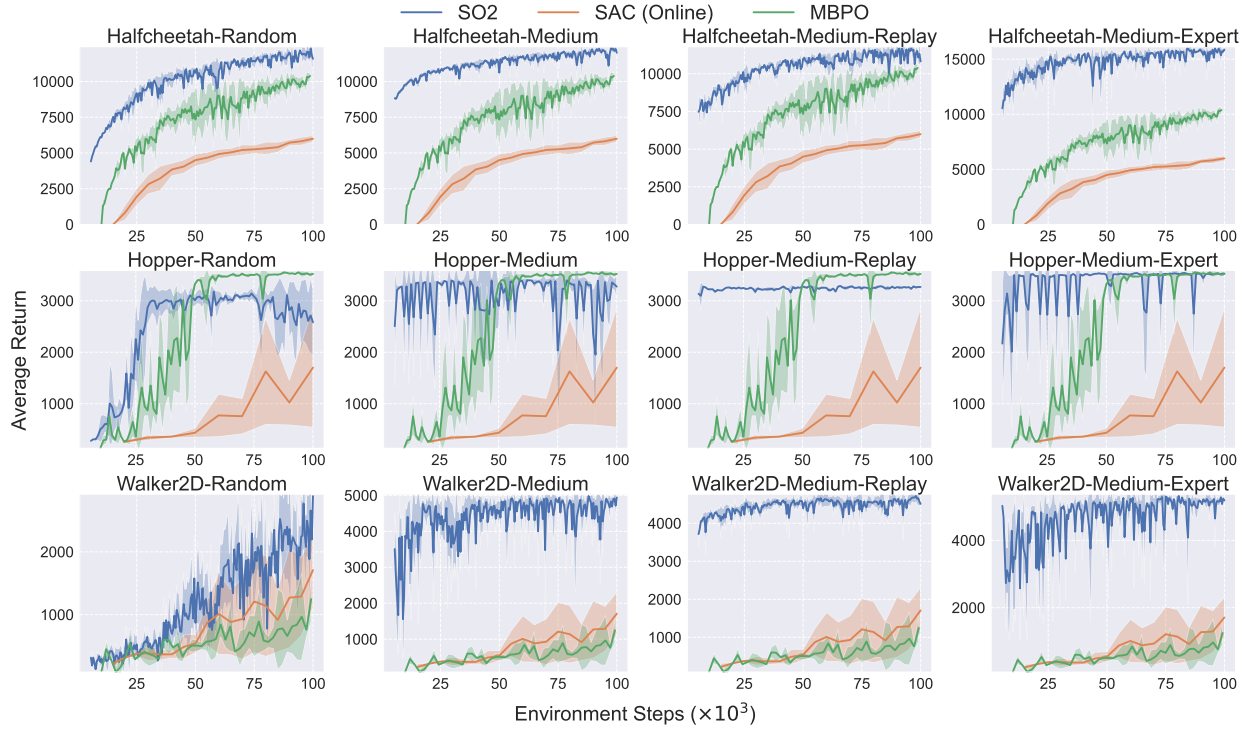 SO2 SAC (Online) MBPO
Halfcheetah-Random Halfcheetah-Medium Halfcheetah-Medium-Replay Halfcheetah-Medium-Expert
10000 10000 10000 15000
7500 7500 7500 10000
5000 5000 5000 5000
2500 2500 2500
0 0 0 0
25 50 75 100 25 50 75 100 25 50 75 100 25 50 75 100
Hopper-Random Hopper-Medium Hopper-Medium-Replay Hopper-Medium-Expert
Average Return
3000 3000 3000 3000
2000 2000 2000 2000
1000 1000 1000 1000
25 50 75 100 25 50 75 100 25 50 75 100 25 50 75 100
Walker2D-Random Walker2D-Medium Walker2D-Medium-Replay Walker2D-Medium-Expert
2000 5000 4000 4000
1000 4000 3000 2000
3000 2000
2000 1000
1000
25 50 75 100 25 50 75 100 25 50 75 100 25 50 75 100
Environment Steps (×10³)